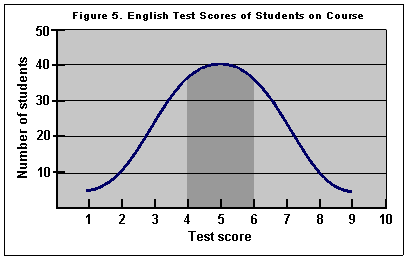 Figure 5. English Test Scores of Students on Course
Number of students
50
40
30
20
10
1 2 3 4 5 6 7 8 9 10
Test score